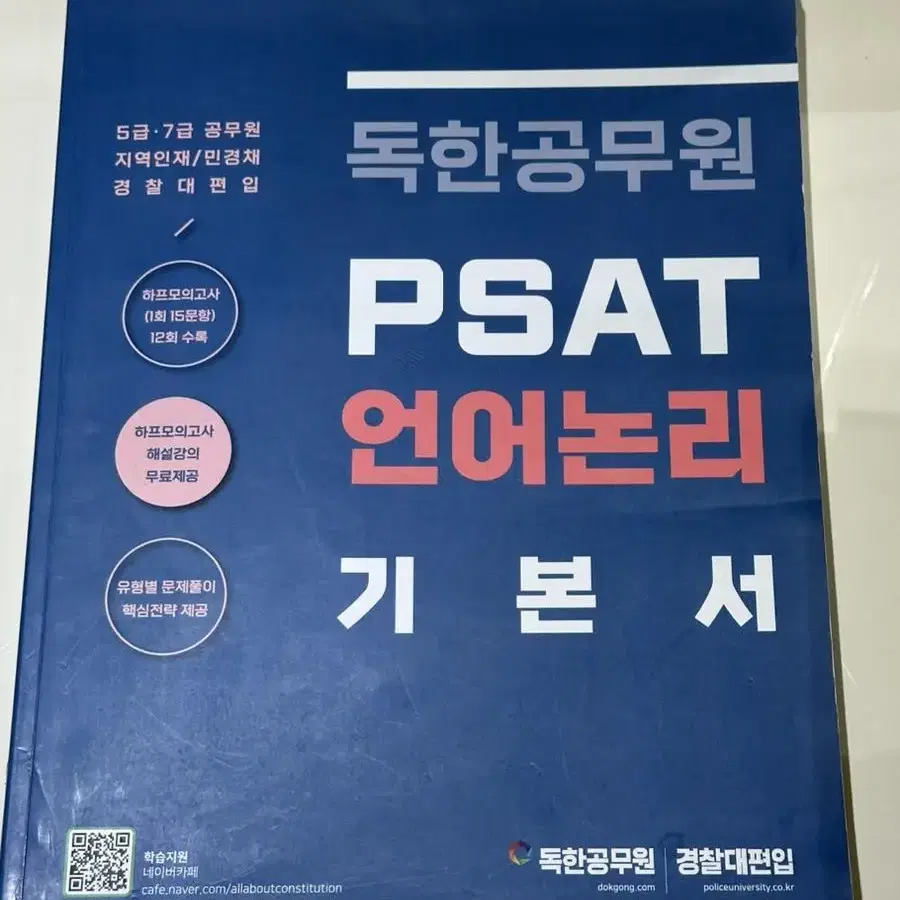 5급·7급 공무원
지역인재/민경채
경찰대편입
하프모의고사
(1회 15문항)
12회 수록
하프모의고사
해설강의
무료제공
유형별 문제풀이
핵심전략 제공
독한공무원
PSAT
언어논리
기본서
학습지원
네이버카페
cafe.naver.com/allaboutconstitution
독한공무원
dokgong.com
경찰대편입
policeuniversity.co.kr